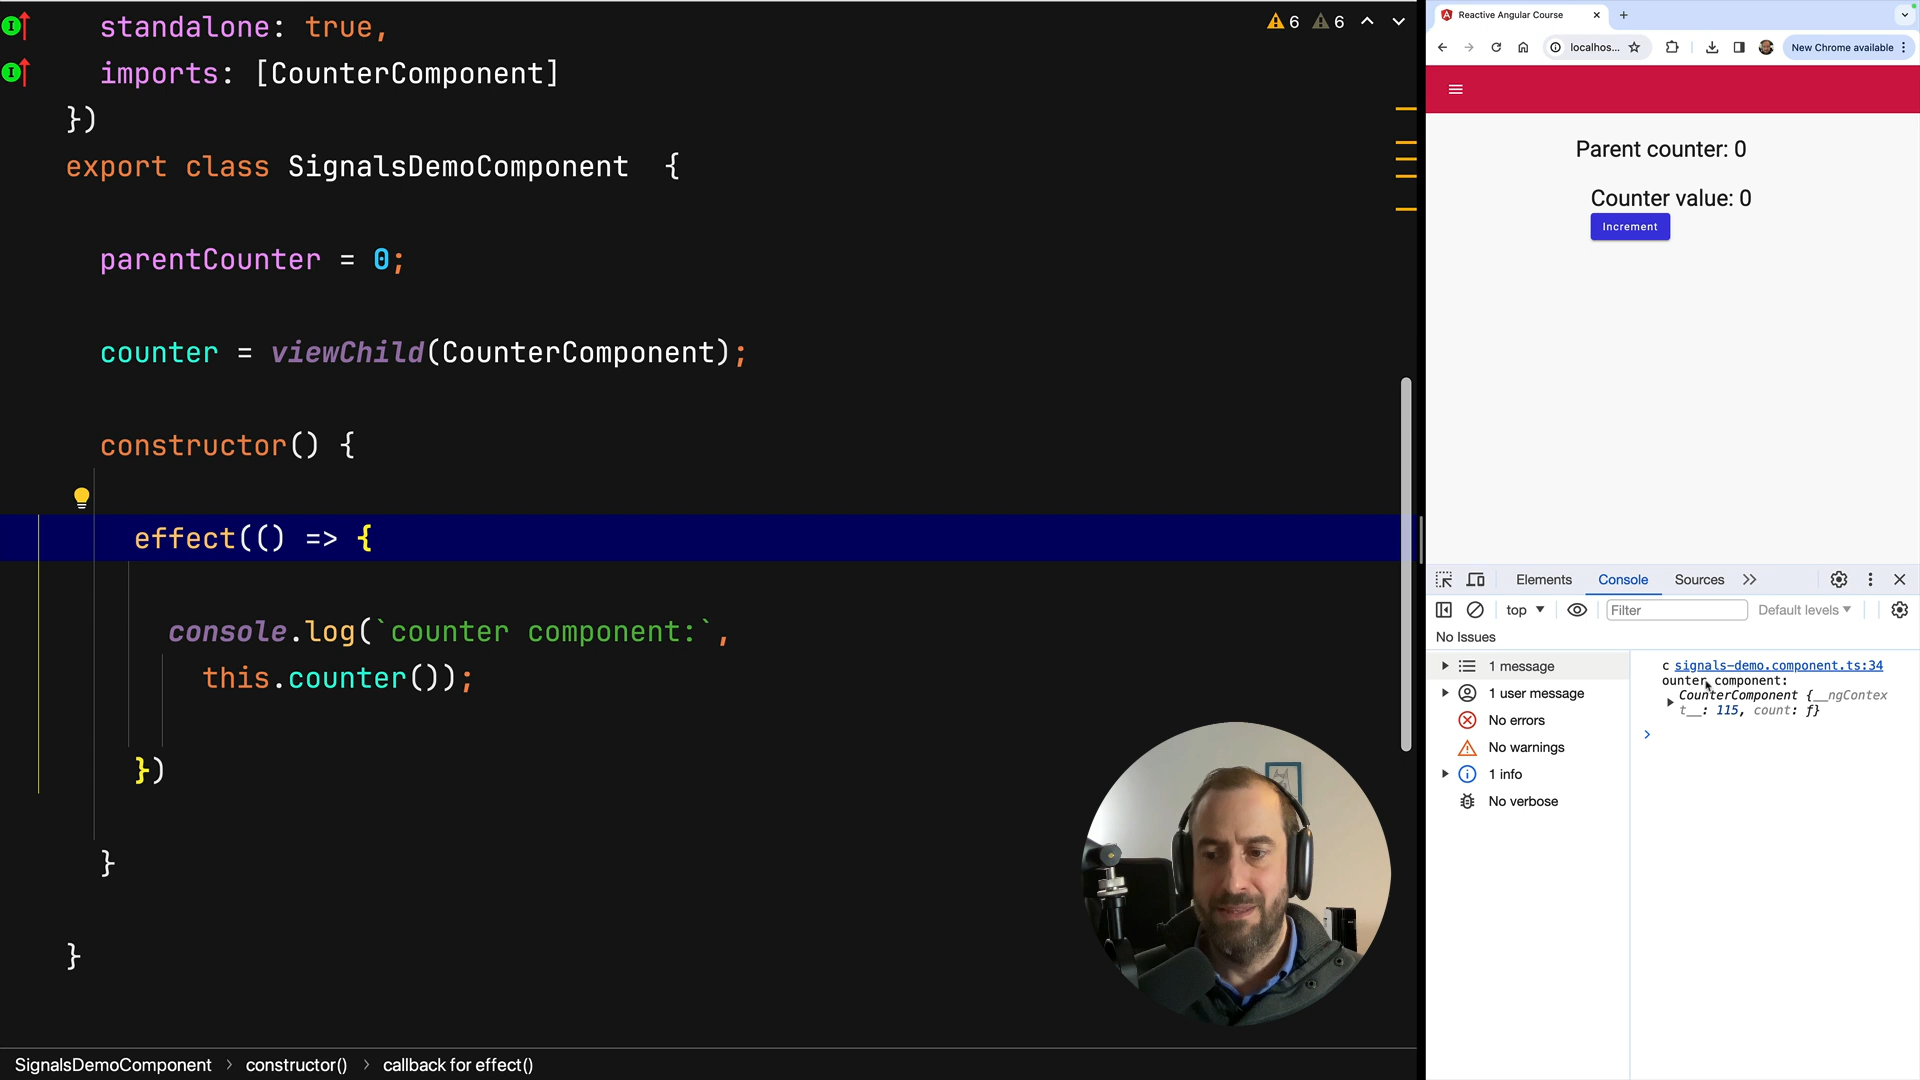 standalone: true,
imports: [CounterComponent]
})
export class SignalsDemoComponent {
parentCounter = 0;
counter = viewChild(CounterComponent);
constructor() {
effect(() => {
console.log(`counter component:`,
this.counter());
})
}
}
SignalsDemoComponent > constructor() > callback for effect()
6 6
Reactive Angular Course
localhos...
New Chrome available
Parent counter: 0
Counter value: 0
Increment
Elements Console Sources
top Filter Default levels
No Issues
1 message
1 user message
No errors
No warnings
1 info
No verbose
c signals-demo.component.ts:34
ounter component:
CounterComponent {__ngContex
t__: 115, count: ƒ}